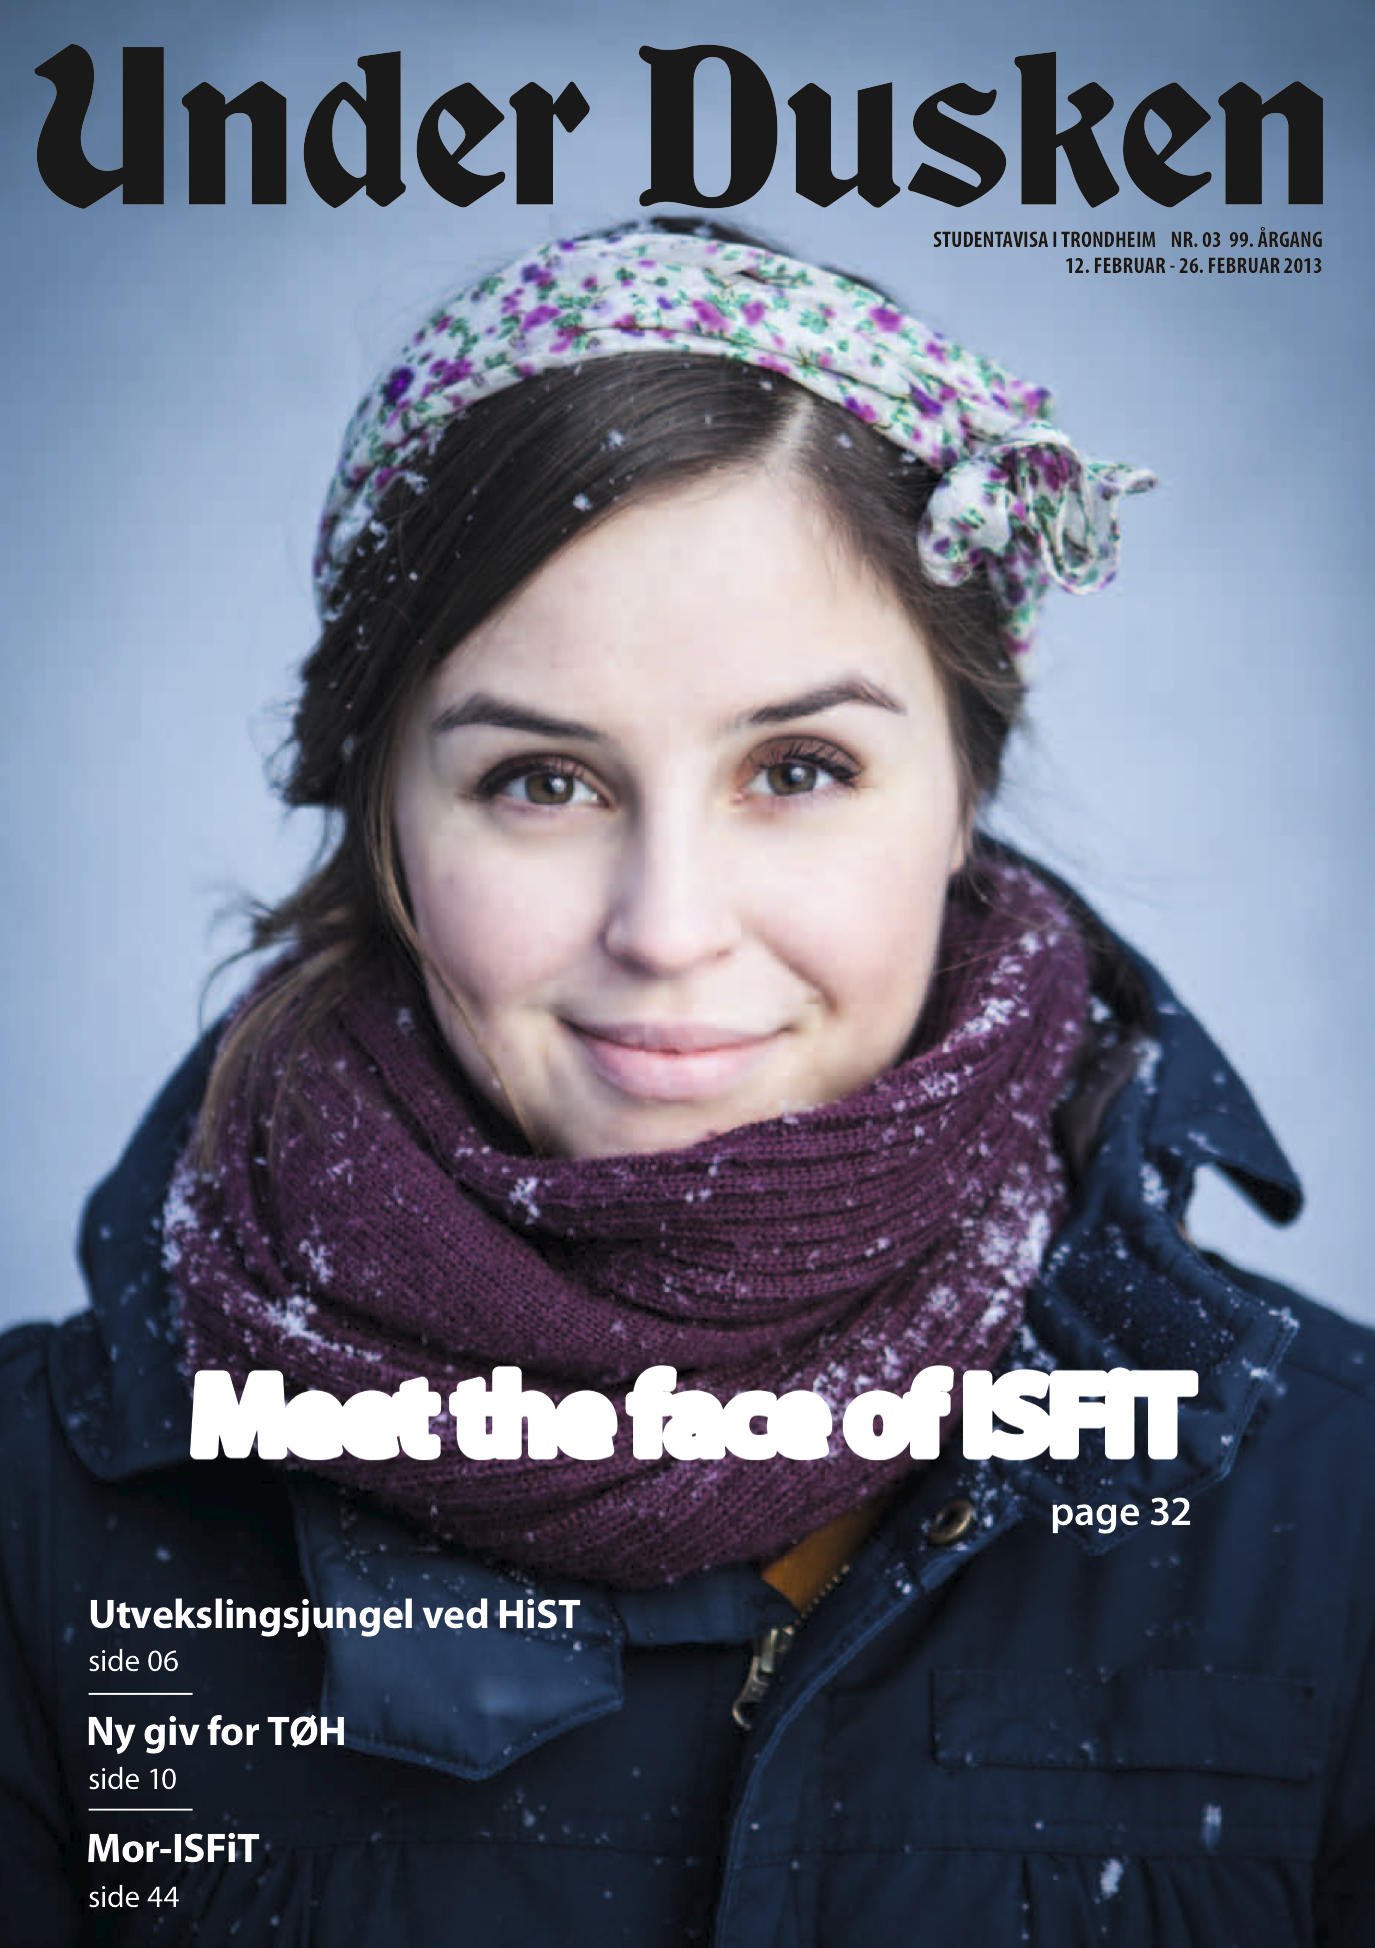 Under Dusken
STUDENTAVISA I TRONDHEIM NR. 03 99. ÅRGANG
12. FEBRUAR - 26. FEBRUAR 2013
Meet the face of ISFiT
page 32
Utvekslingsjungel ved HiST
side 06
Ny giv for TØH
side 10
Mor-ISFiT
side 44